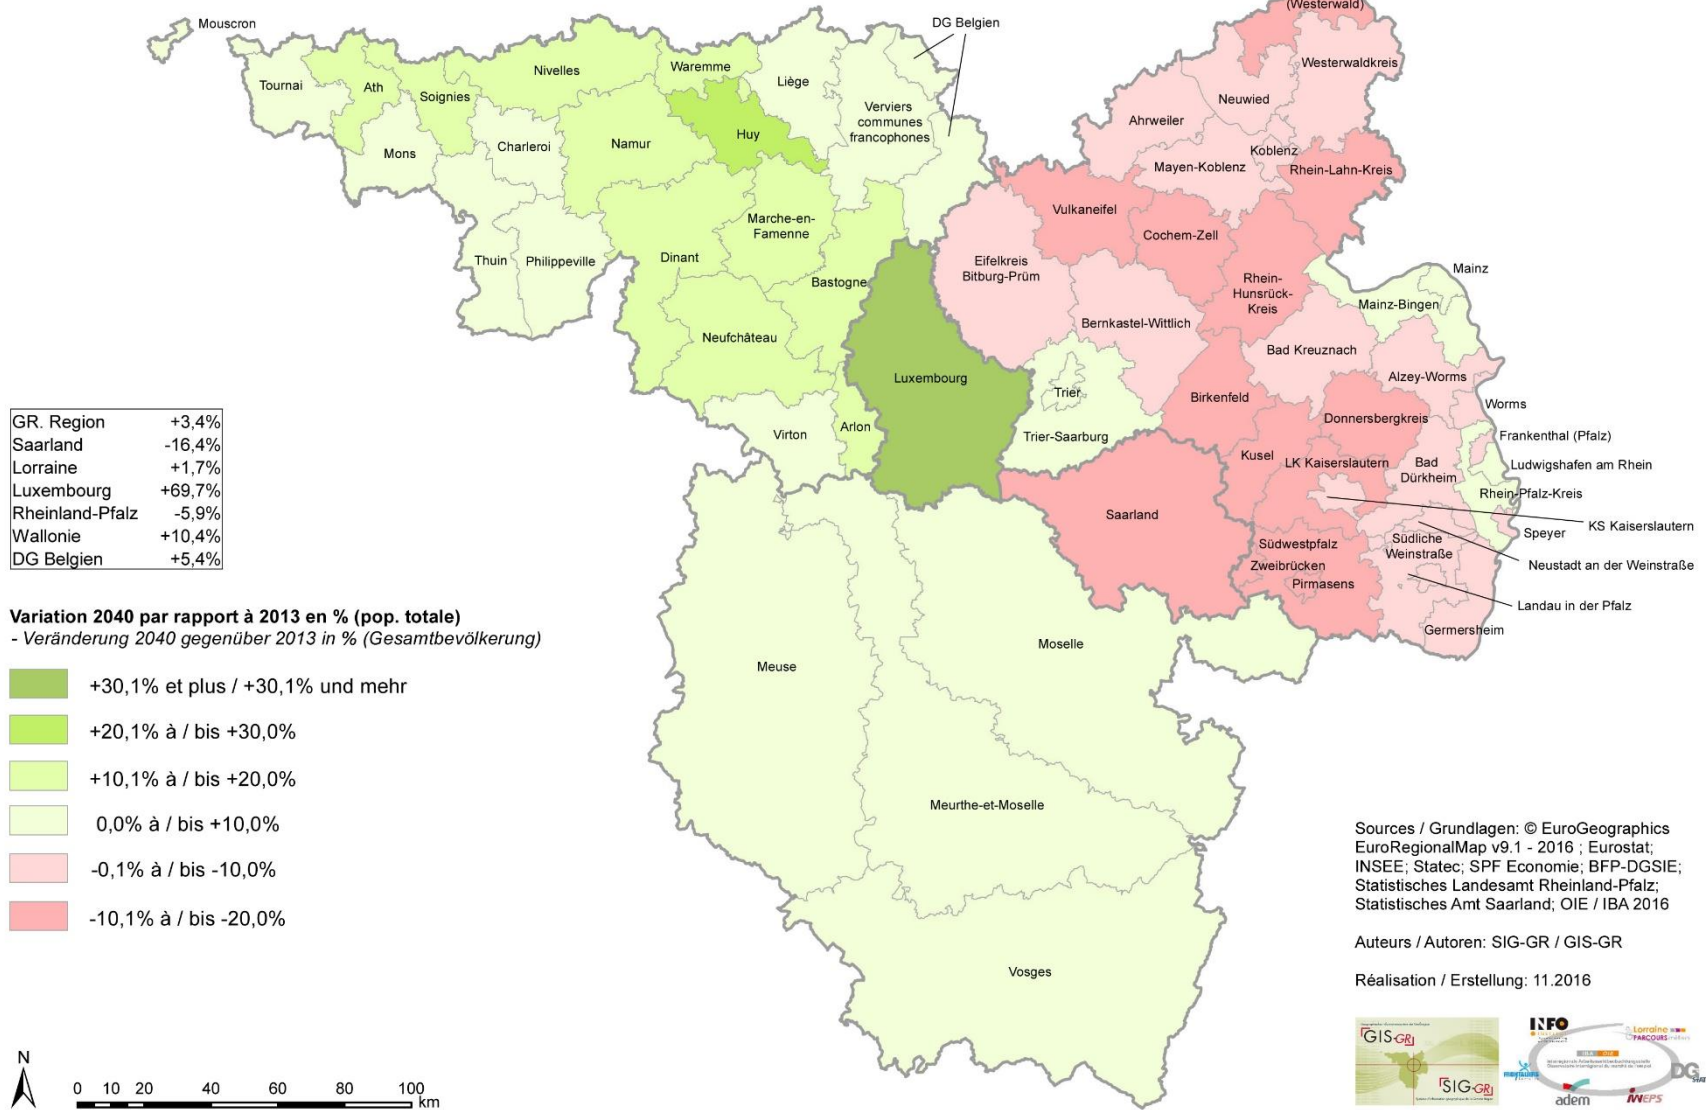 (Westerwald)
Mouscron
DG Belgien
Westerwaldkreis
Nivelles
Waremme
Tournai
Ath
Liège
Soignies
Neuwied
Verviers
communes
francophones
Ahrweiler
Huy
Namur
Charleroi
Mons
Koblenz
Mayen-Koblenz
Rhein-Lahn-Kreis
Vulkaneifel
Marche-en-
Famenne
Cochem-Zell
Thuin
Philippeville
Dinant
Eifelkreis
Bitburg-Prüm
Mainz
Bastogne
Rhein-
Hunsrück-
Kreis
Mainz-Bingen
Bernkastel-Wittlich
Neufchâteau
Bad Kreuznach
Luxembourg
Alzey-Worms
Trier
Birkenfeld
Worms
Donnersbergkreis
Virton
Arlon
Trier-Saarburg
Frankenthal (Pfalz)
Kusel
LK Kaiserslautern
Bad
Dürkheim
Ludwigshafen am Rhein
Rhein-Pfalz-Kreis
Saarland
KS Kaiserslautern
Speyer
Südwestpfalz
Südliche
Weinstraße
Zweibrücken
Neustadt an der Weinstraße
Pirmasens
Landau in der Pfalz
Germersheim
Moselle
Meuse
Meurthe-et-Moselle
Vosges
GR. Region +3,4%
Saarland -16,4%
Lorraine +1,7%
Luxembourg +69,7%
Rheinland-Pfalz -5,9%
Wallonie +10,4%
DG Belgien +5,4%
Variation 2040 par rapport à 2013 en % (pop. totale)
- Veränderung 2040 gegenüber 2013 in % (Gesamtbevölkerung)
+30,1% et plus / +30,1% und mehr
+20,1% à / bis +30,0%
+10,1% à / bis +20,0%
0,0% à / bis +10,0%
-0,1% à / bis -10,0%
-10,1% à / bis -20,0%
Sources / Grundlagen: © EuroGeographics
EuroRegionalMap v9.1 - 2016 ; Eurostat;
INSEE; Statec; SPF Economie; BFP-DGSIE;
Statistisches Landesamt Rheinland-Pfalz;
Statistisches Amt Saarland; OIE / IBA 2016
Auteurs / Autoren: SIG-GR / GIS-GR
Réalisation / Erstellung: 11.2016
N
0 10 20 40 60 80 100
km
GIS-GR
SIG-GR
INFO
Lorraine
PARCOURS métiers
IBA OIE
DG
adem
IWEPS